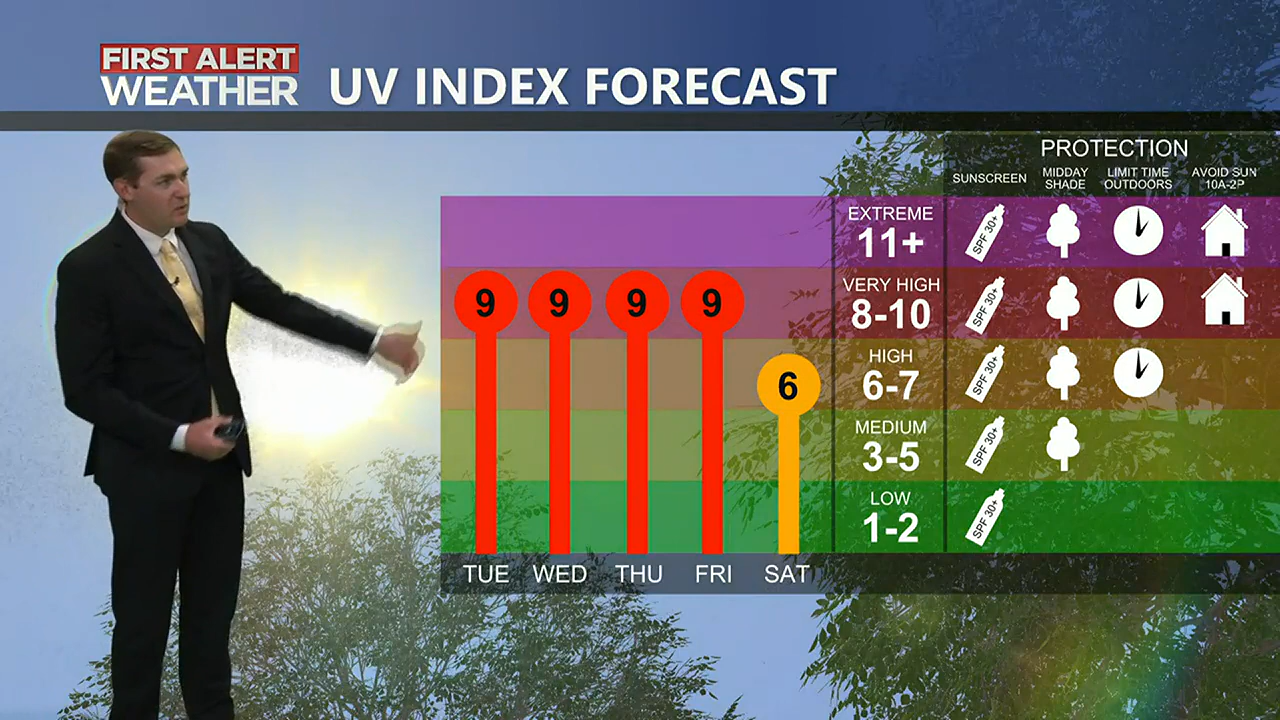 FIRST ALERT
WEATHER
UV INDEX FORECAST
PROTECTION
SUNSCREEN
MIDDAY
SHADE
LIMIT TIME
OUTDOORS
AVOID SUN
10A-2P
EXTREME
11+
SPF 30+
VERY HIGH
8-10
SPF 30+
9
9
9
9
HIGH
6-7
SPF 30+
6
MEDIUM
3-5
SPF 30+
LOW
1-2
SPF 30+
TUE WED THU FRI SAT